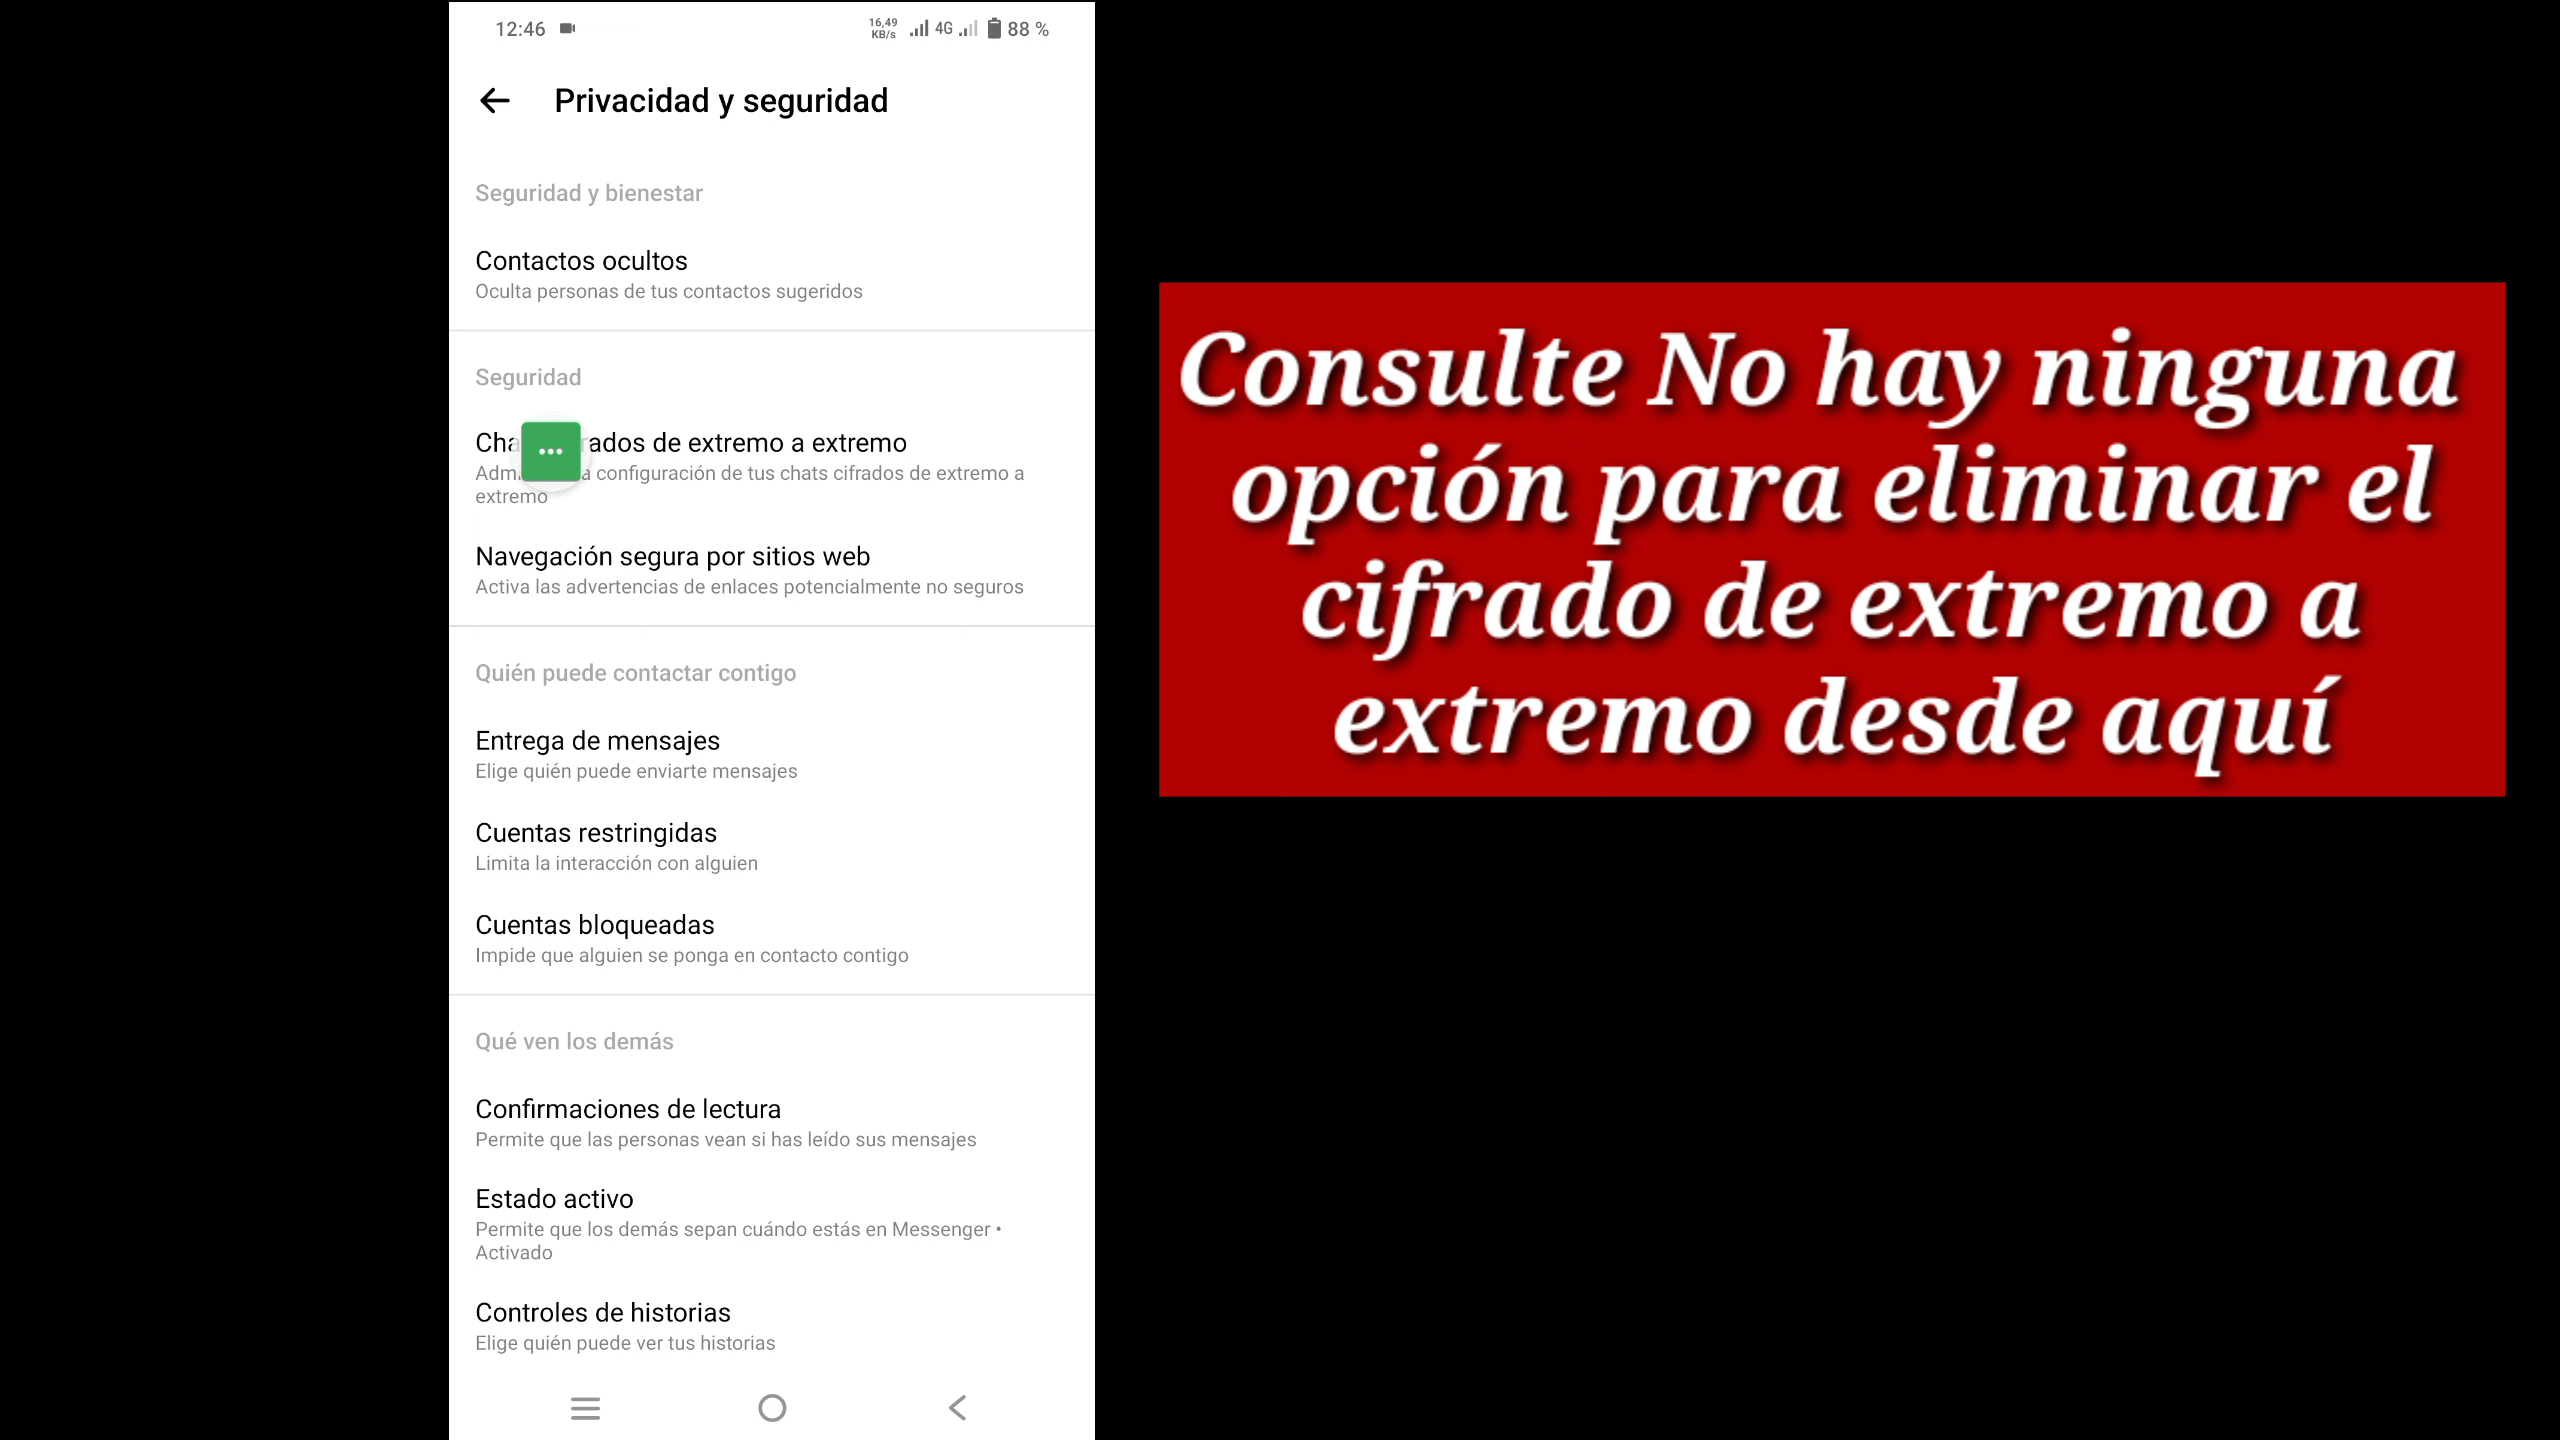 12:46
16,49 KB/s 4G 88 %
Privacidad y seguridad
Seguridad y bienestar
Contactos ocultos
Oculta personas de tus contactos sugeridos
Seguridad
Cha rados de extremo a extremo
Adm a configuración de tus chats cifrados de extremo a
extremo
Navegación segura por sitios web
Activa las advertencias de enlaces potencialmente no seguros
Quién puede contactar contigo
Entrega de mensajes
Elige quién puede enviarte mensajes
Cuentas restringidas
Limita la interacción con alguien
Cuentas bloqueadas
Impide que alguien se ponga en contacto contigo
Qué ven los demás
Confirmaciones de lectura
Permite que las personas vean si has leído sus mensajes
Estado activo
Permite que los demás sepan cuándo estás en Messenger •
Activado
Controles de historias
Elige quién puede ver tus historias
Consulte No hay ninguna
opción para eliminar el
cifrado de extremo a
extremo desde aquí